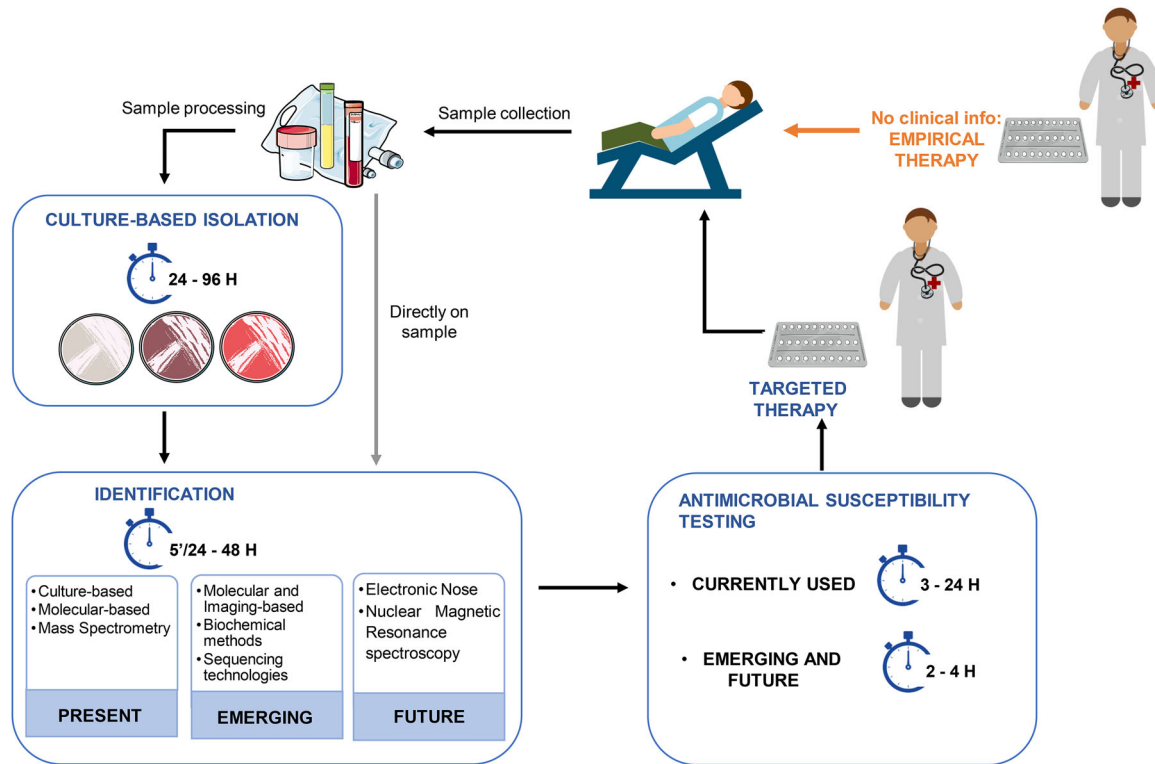 Sample processing
Sample collection
No clinical info:
EMPIRICAL
THERAPY
CULTURE-BASED ISOLATION
24 - 96 H
Directly on
sample
TARGETED
THERAPY
IDENTIFICATION
5’/24 - 48 H
• Culture-based
• Molecular-based
• Mass Spectrometry
PRESENT
• Molecular and
Imaging-based
• Biochemical
methods
• Sequencing
technologies
EMERGING
• Electronic Nose
• Nuclear Magnetic
Resonance
spectroscopy
FUTURE
ANTIMICROBIAL SUSCEPTIBILITY
TESTING
• CURRENTLY USED
3 - 24 H
• EMERGING AND
FUTURE
2 - 4 H